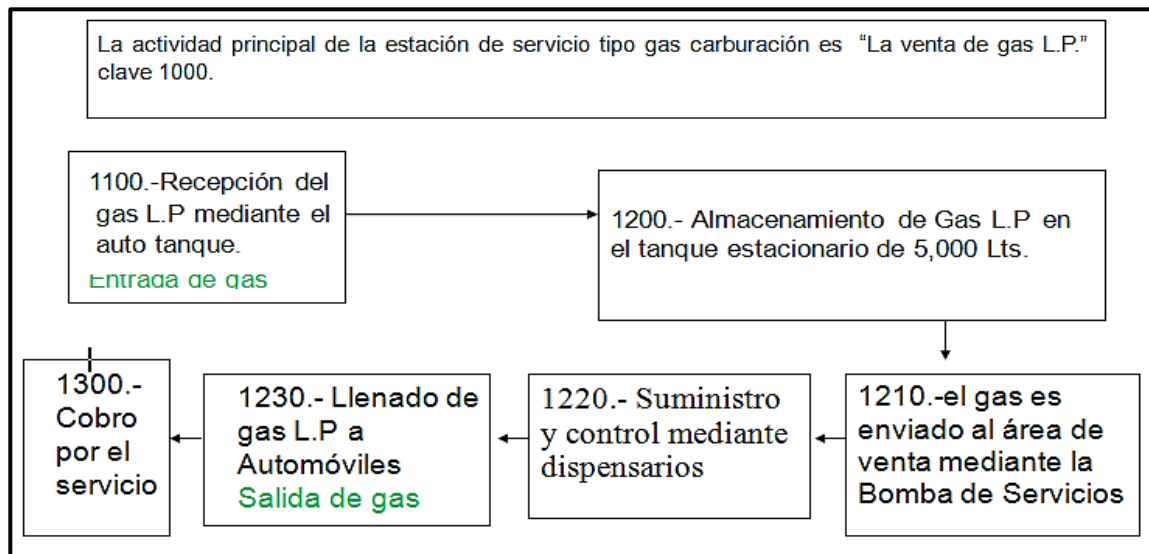 La actividad principal de la estación de servicio tipo gas carburación es "La venta de gas L.P."
clave 1000.
1100.-Recepción del
gas L.P mediante el
auto tanque.
Entrada de gas
1200.- Almacenamiento de Gas L.P en
el tanque estacionario de 5,000 Lts.
1210.-el gas es
enviado al área de
venta mediante la
Bomba de Servicios
1220.- Suministro
y control mediante
dispensarios
1230.- Llenado de
gas L.P a
Automóviles
Salida de gas
1300.-
Cobro
por el
servicio